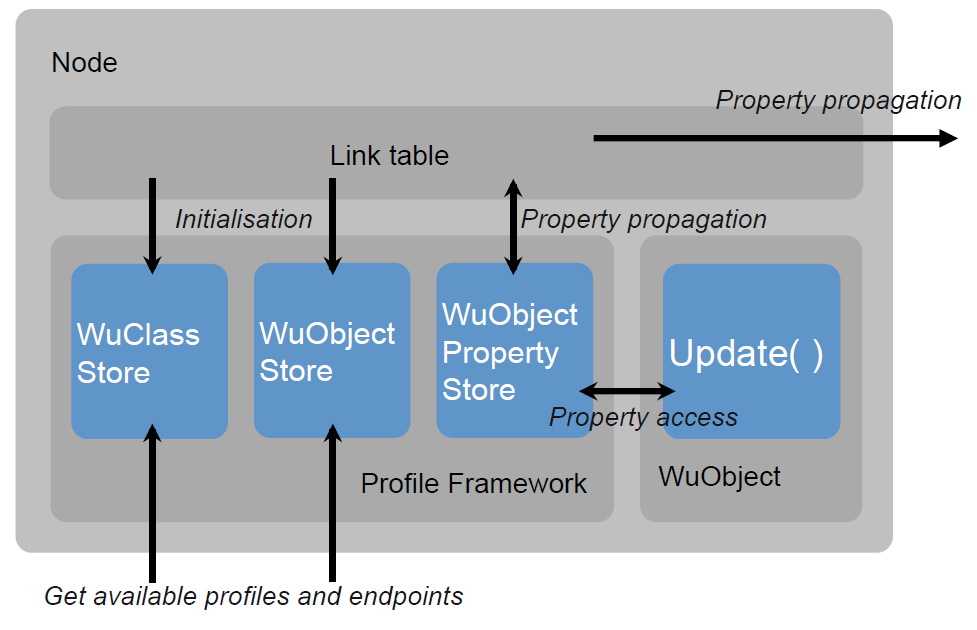 Node
Property propagation
Link table
Initialisation
Property propagation
WuClass
Store
WuObject
Store
WuObject
Property
Store
Update( )
Property access
Profile Framework
WuObject
Get available profiles and endpoints